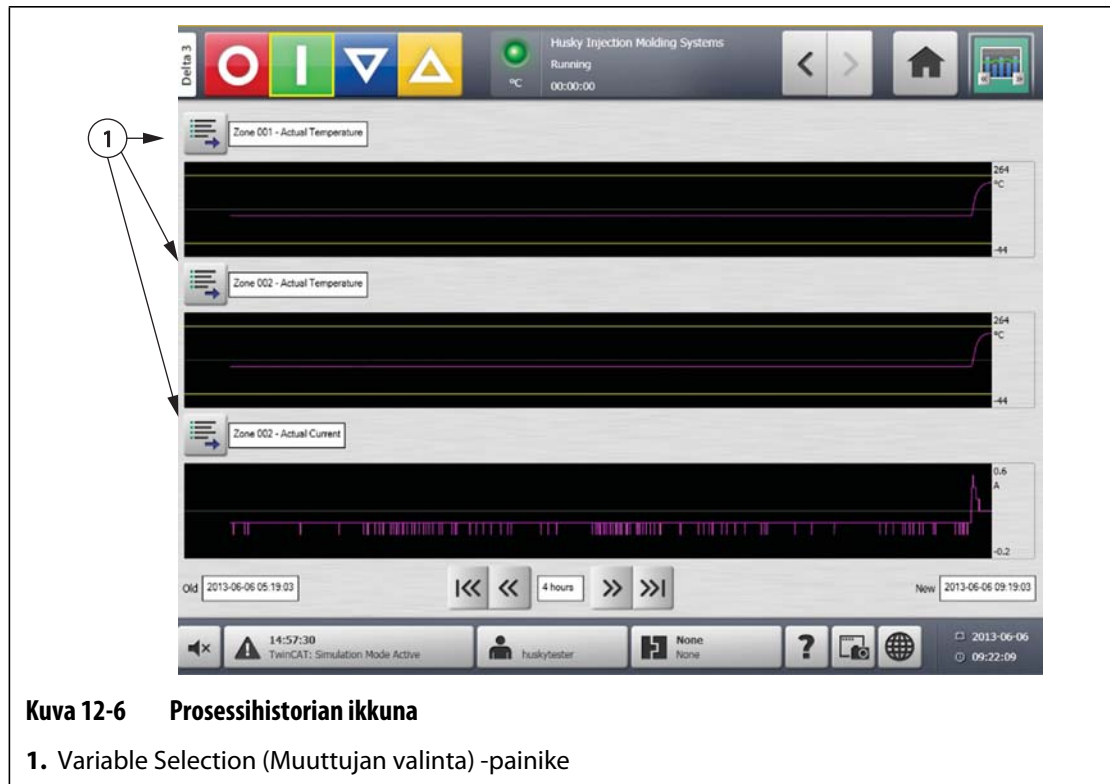 Delta 3
Husky Injection Molding Systems
Running
00:00:00
°C
1
Zone 001 - Actual Temperature
264
°C
-44
Zone 002 - Actual Temperature
264
°C
-44
Zone 002 - Actual Current
0.6
A
-0.2
Old 2013-06-06 05:19:03
4 hours
New 2013-06-06 09:19:03
14:57:30
TwinCAT: Simulation Mode Active
huskytester
None
None
?
2013-06-06
09:22:09
Kuva 12-6 Prosessihistorian ikkuna
1. Variable Selection (Muuttujan valinta) -painike